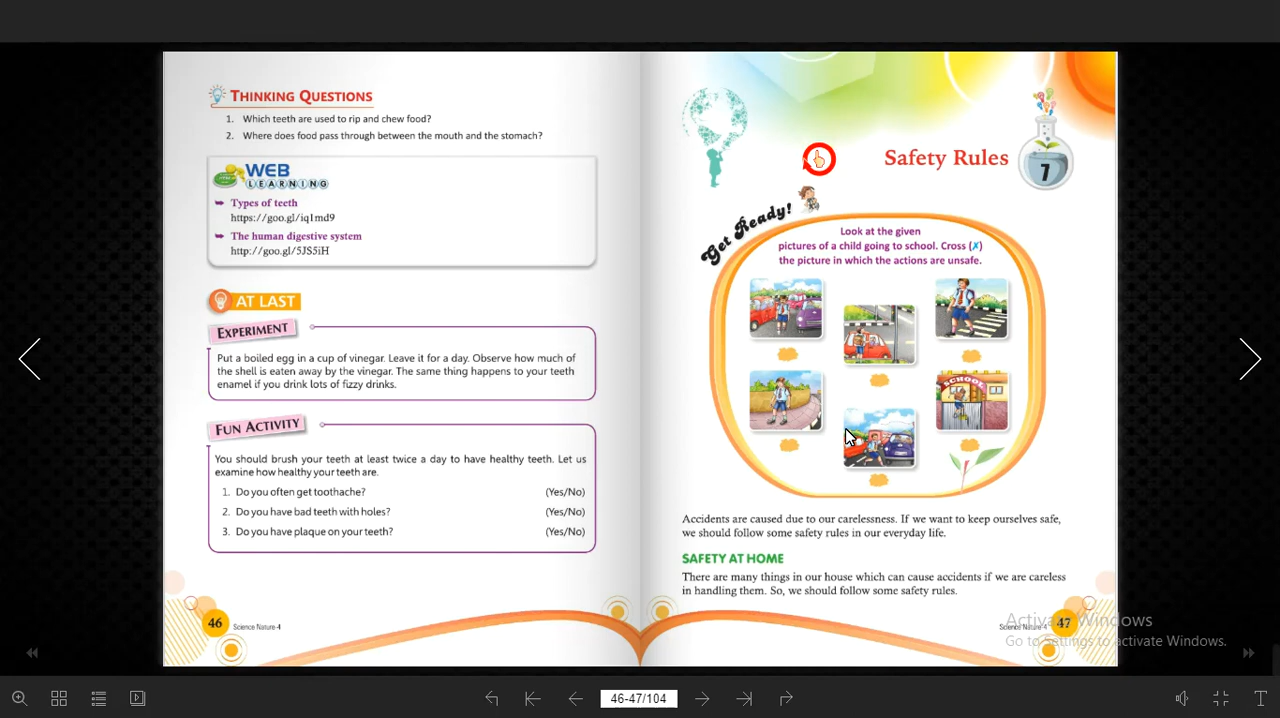 THINKING QUESTIONS
1. Which teeth are used to rip and chew food?
2. Where does food pass through between the mouth and the stomach?
WEB
LEARNING
Types of teeth
https://goo.gl/iq1md9
The human digestive system
http://goo.gl/5JS5iH
AT LAST
EXPERIMENT
Put a boiled egg in a cup of vinegar. Leave it for a day. Observe how much of
the shell is eaten away by the vinegar. The same thing happens to your teeth
enamel if you drink lots of fizzy drinks.
FUN ACTIVITY
You should brush your teeth at least twice a day to have healthy teeth. Let us
examine how healthy your teeth are.
1. Do you often get toothache? (Yes/No)
2. Do you have bad teeth with holes? (Yes/No)
3. Do you have plaque on your teeth? (Yes/No)
46 Science Nature-4
Safety Rules
7
Get Ready!
Look at the given
pictures of a child going to school. Cross (✗)
the picture in which the actions are unsafe.
SCHOOL
Accidents are caused due to our carelessness. If we want to keep ourselves safe,
we should follow some safety rules in our everyday life.
SAFETY AT HOME
There are many things in our house which can cause accidents if we are careless
in handling them. So, we should follow some safety rules.
Science Nature-4 47
Activate Windows
Go to Settings to activate Windows.
46-47/104